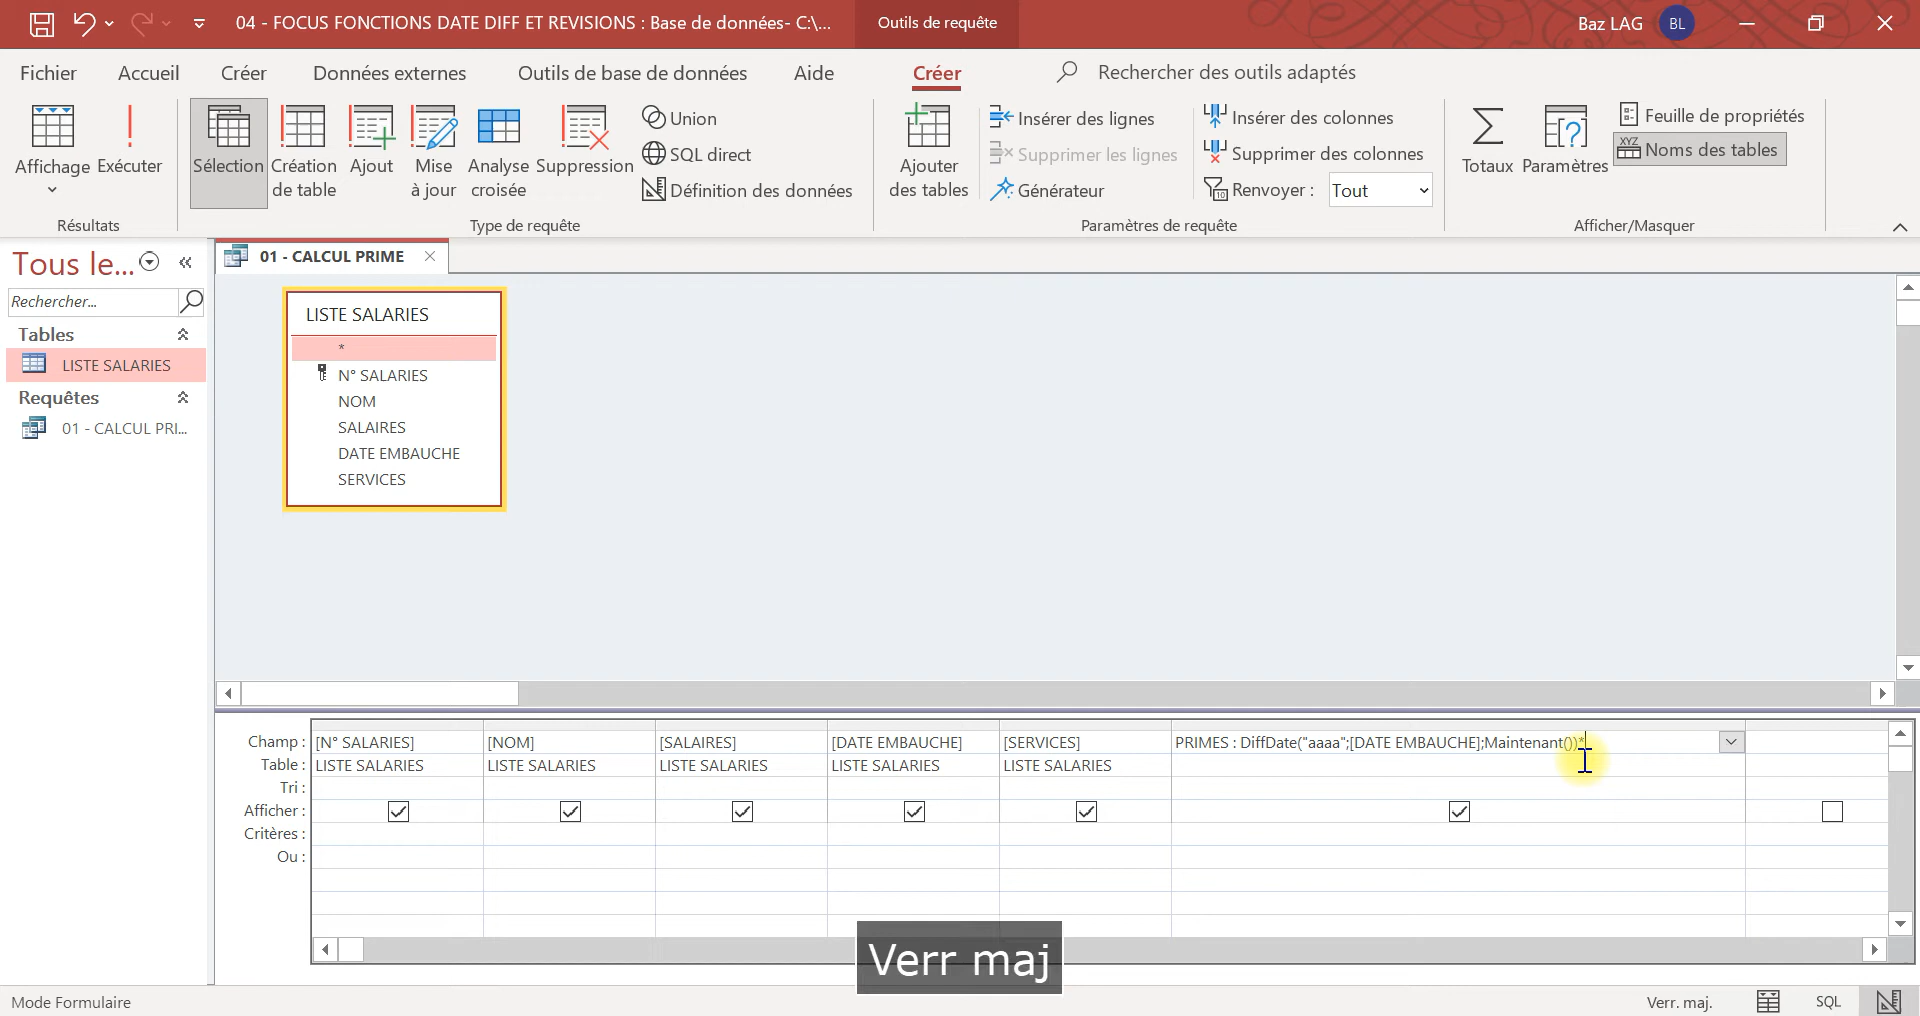 04 - FOCUS FONCTIONS DATE DIFF ET REVISIONS : Base de données- C:\...
Outils de requête
Baz LAG
BL
Fichier
Accueil
Créer
Données externes
Outils de base de données
Aide
Créer
Rechercher des outils adaptés
Affichage
Exécuter
Résultats
Sélection
Création
de table
Ajout
Mise
à jour
Analyse
croisée
Suppression
Union
SQL direct
Définition des données
Type de requête
Ajouter
des tables
Insérer des lignes
Supprimer les lignes
Générateur
Insérer des colonnes
Supprimer des colonnes
Renvoyer :
Tout
Paramètres de requête
Totaux
Paramètres
Feuille de propriétés
Noms des tables
Afficher/Masquer
Tous le...
Rechercher...
Tables
LISTE SALARIES
Requêtes
01 - CALCUL PRI...
01 - CALCUL PRIME
LISTE SALARIES
*
N° SALARIES
NOM
SALAIRES
DATE EMBAUCHE
SERVICES
Champ : [N° SALARIES] [NOM] [SALAIRES] [DATE EMBAUCHE] [SERVICES] PRIMES : DiffDate("aaaa";[DATE EMBAUCHE];Maintenant())*
Table : LISTE SALARIES LISTE SALARIES LISTE SALARIES LISTE SALARIES LISTE SALARIES
Tri :
Afficher :
Critères :
Ou :
Verr maj
Mode Formulaire
Verr. maj.
SQL